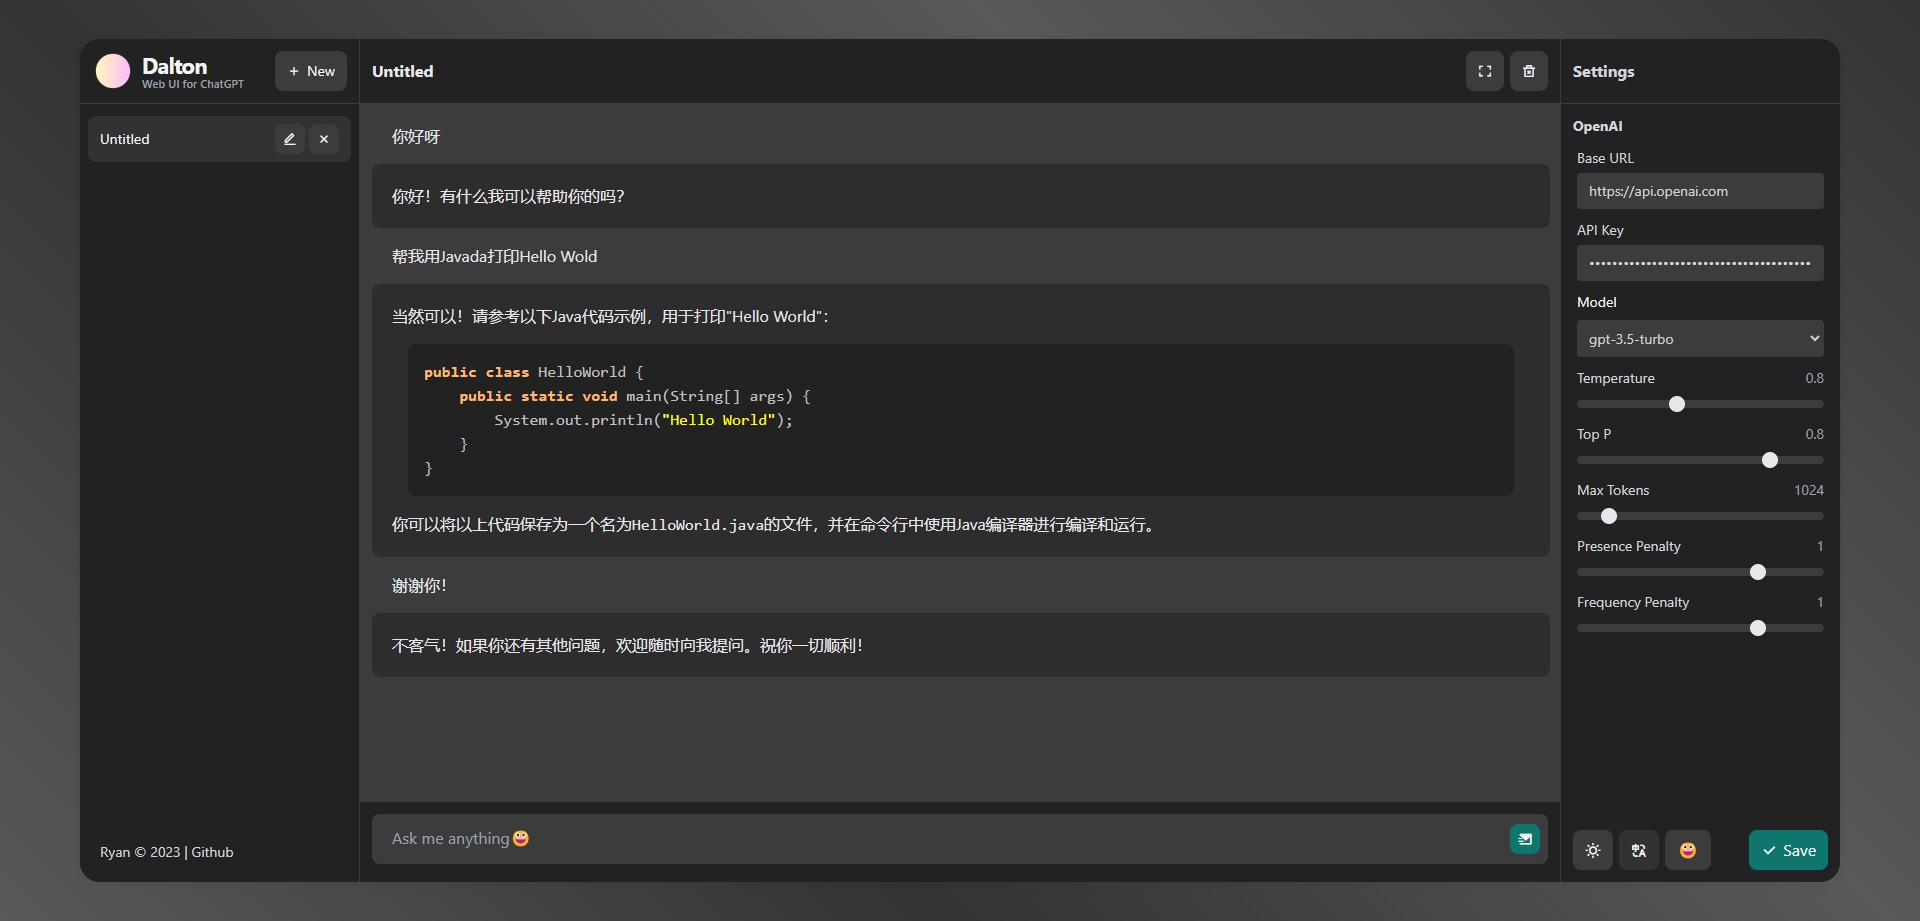 Dalton
Web UI for ChatGPT
+ New
Untitled
Untitled
你好呀
你好！有什么我可以帮助你的吗？
帮我用Javada打印Hello Wold
当然可以！请参考以下Java代码示例，用于打印"Hello World"：
public class HelloWorld {
    public static void main(String[] args) {
        System.out.println("Hello World");
    }
}
你可以将以上代码保存为一个名为HelloWorld.java的文件，并在命令行中使用Java编译器进行编译和运行。
谢谢你！
不客气！如果你还有其他问题，欢迎随时向我提问。祝你一切顺利！
Ask me anything😀
Ryan © 2023 | Github
Settings
OpenAI
Base URL
https://api.openai.com
API Key
Model
gpt-3.5-turbo
Temperature 0.8
Top P 0.8
Max Tokens 1024
Presence Penalty 1
Frequency Penalty 1
Save